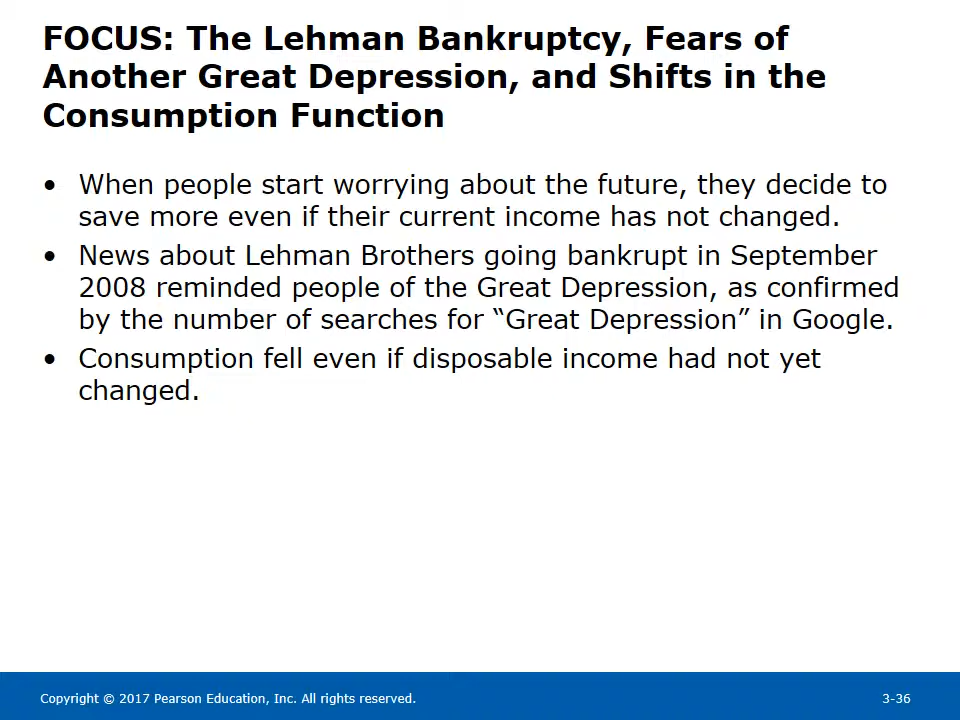 FOCUS: The Lehman Bankruptcy, Fears of
Another Great Depression, and Shifts in the
Consumption Function
• When people start worrying about the future, they decide to
save more even if their current income has not changed.
• News about Lehman Brothers going bankrupt in September
2008 reminded people of the Great Depression, as confirmed
by the number of searches for “Great Depression” in Google.
• Consumption fell even if disposable income had not yet
changed.
Copyright © 2017 Pearson Education, Inc. All rights reserved.
3-36